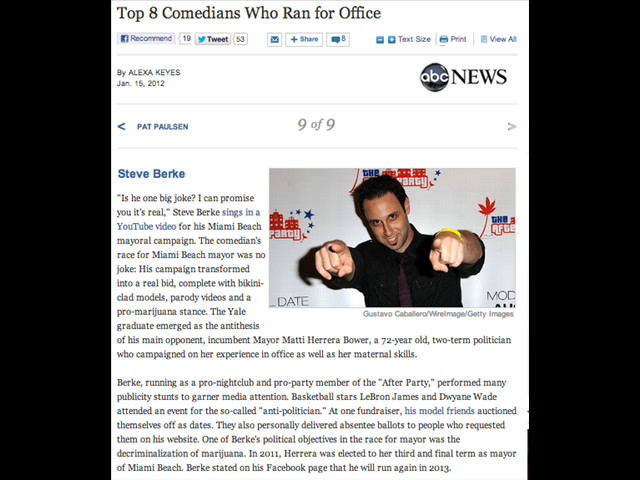 Top 8 Comedians Who Ran for Office
Recommend 19 Tweet 53 + Share 8 Text Size Print View All
By ALEXA KEYES
Jan. 15, 2012
abc NEWS
< PAT PAULSEN 9 of 9 >
Steve Berke
"Is he one big joke? I can promise
you it's real," Steve Berke sings in a
YouTube video for his Miami Beach
mayoral campaign. The comedian's
race for Miami Beach mayor was no
joke: His campaign transformed
into a real bid, complete with bikini-
clad models, parody videos and a
pro-marijuana stance. The Yale
graduate emerged as the antithesis
of his main opponent, incumbent Mayor Matti Herrera Bower, a 72-year old, two-term politician
who campaigned on her experience in office as well as her maternal skills.
THE
PARTY
THE
DATE
MOD
Gustavo Caballero/WireImage/Getty Images
Berke, running as a pro-nightclub and pro-party member of the "After Party," performed many
publicity stunts to garner media attention. Basketball stars LeBron James and Dwyane Wade
attended an event for the so-called "anti-politician." At one fundraiser, his model friends auctioned
themselves off as dates. They also personally delivered absentee ballots to people who requested
them on his website. One of Berke's political objectives in the race for mayor was the
decriminalization of marijuana. In 2011, Herrera was elected to her third and final term as mayor
of Miami Beach. Berke stated on his Facebook page that he will run again in 2013.